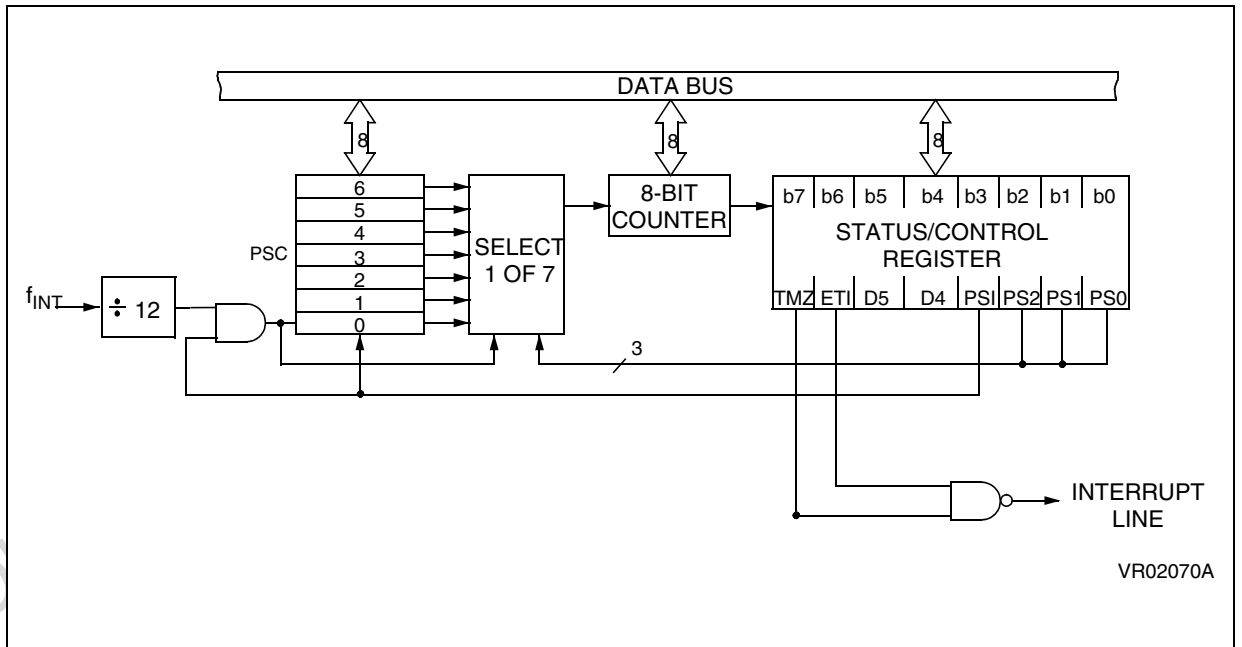 DATA BUS
8
8
8
6
5
4
3
2
1
0
PSC
SELECT
1 OF 7
8-BIT
COUNTER
b7 b6 b5 b4 b3 b2 b1 b0
STATUS/CONTROL
REGISTER
TMZ ETI D5 D4 PSI PS2 PS1 PS0
fINT
÷ 12
3
INTERRUPT
LINE
VR02070A